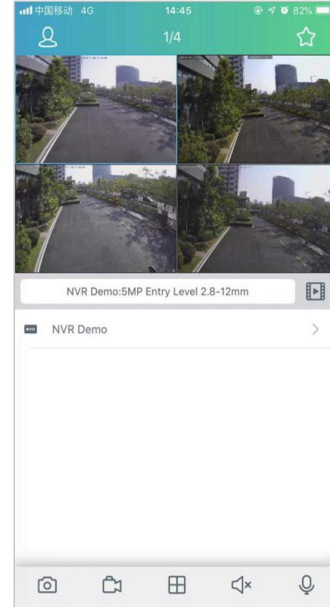 中国移动 4G 14:45 82%
1/4
NVR Demo:5MP Entry Level 2.8-12mm
NVR Demo